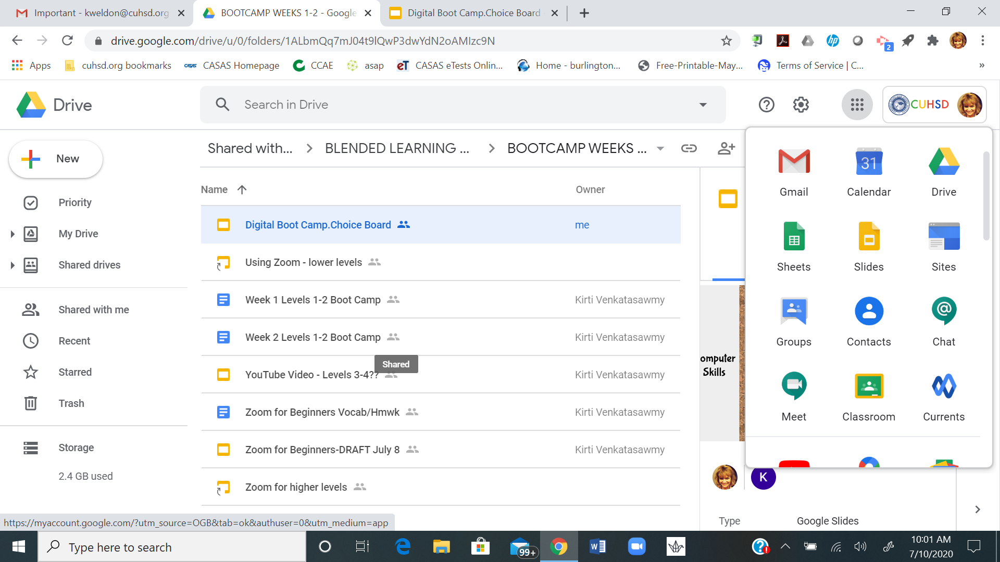 Important - kweldon@cuhsd.org
BOOTCAMP WEEKS 1-2 - Google
Digital Boot Camp.Choice Board
drive.google.com/drive/u/0/folders/1ALbmQq7mJ04t9lQwP3dwYdN2oAMIzc9N
2
Apps
cuhsd.org bookmarks
CASAS Homepage
CCAE
asap
eT
CASAS eTests Onlin...
Home - burlington...
Free-Printable-May...
Terms of Service | C...
»
Drive
Search in Drive
CUHSD
New
Shared with...
BLENDED LEARNING ...
BOOTCAMP WEEKS ...
Priority
My Drive
Shared drives
Shared with me
Recent
Starred
Trash
Storage
2.4 GB used
Name
Owner
Digital Boot Camp.Choice Board
me
Using Zoom - lower levels
Week 1 Levels 1-2 Boot Camp
Kirti Venkatasawmy
Week 2 Levels 1-2 Boot Camp
Kirti Venkatasawmy
Shared
YouTube Video - Levels 3-4??
Kirti Venkatasawmy
Zoom for Beginners Vocab/Hmwk
Kirti Venkatasawmy
Zoom for Beginners-DRAFT July 8
Kirti Venkatasawmy
Zoom for higher levels
omputer
Skills
31
Gmail
Calendar
Drive
Sheets
Slides
Sites
Groups
Contacts
Chat
Meet
Classroom
Currents
K
Type
Google Slides
https://myaccount.google.com/?utm_source=OGB&tab=ok&authuser=0&utm_medium=app
Type here to search
99+
10:01 AM
7/10/2020